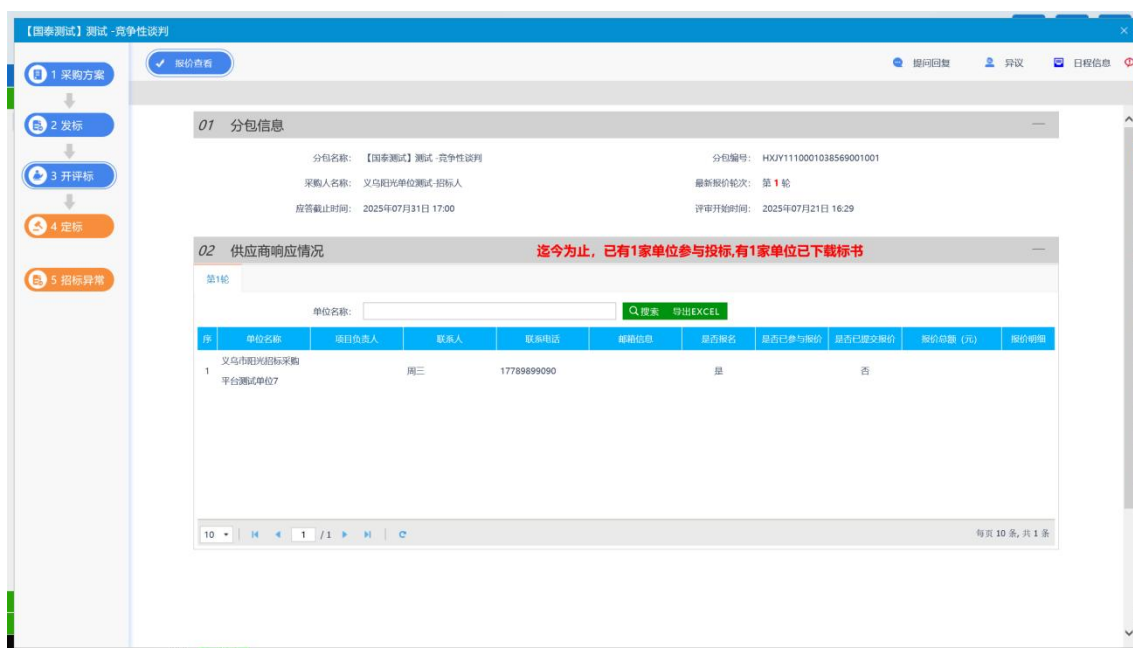 【国泰测试】测试 -竞争性谈判
×
1 采购方案
2 发标
3 开评标
4 定标
5 招标异常
报价查看
提问回复
异议
日程信息
01 分包信息
分包名称: 【国泰测试】测试 -竞争性谈判
分包编号: HXJY1110001038569001001
采购人名称: 义乌阳光单位测试-招标人
最新报价轮次: 第 1 轮
应答截止时间: 2025年07月31日 17:00
评审开始时间: 2025年07月21日 16:29
02 供应商响应情况
迄今为止，已有1家单位参与投标,有1家单位已下载标书
第1轮
单位名称:
搜索 导出EXCEL
序 单位名称 项目负责人 联系人 联系电话 邮箱信息 是否报名 是否已参与报价 是否已提交报价 报价总额（元） 报价明细
1 义乌市阳光招标采购平台测试单位7 周三 17789899090 是 否
10 1 /1
每页 10 条, 共 1 条